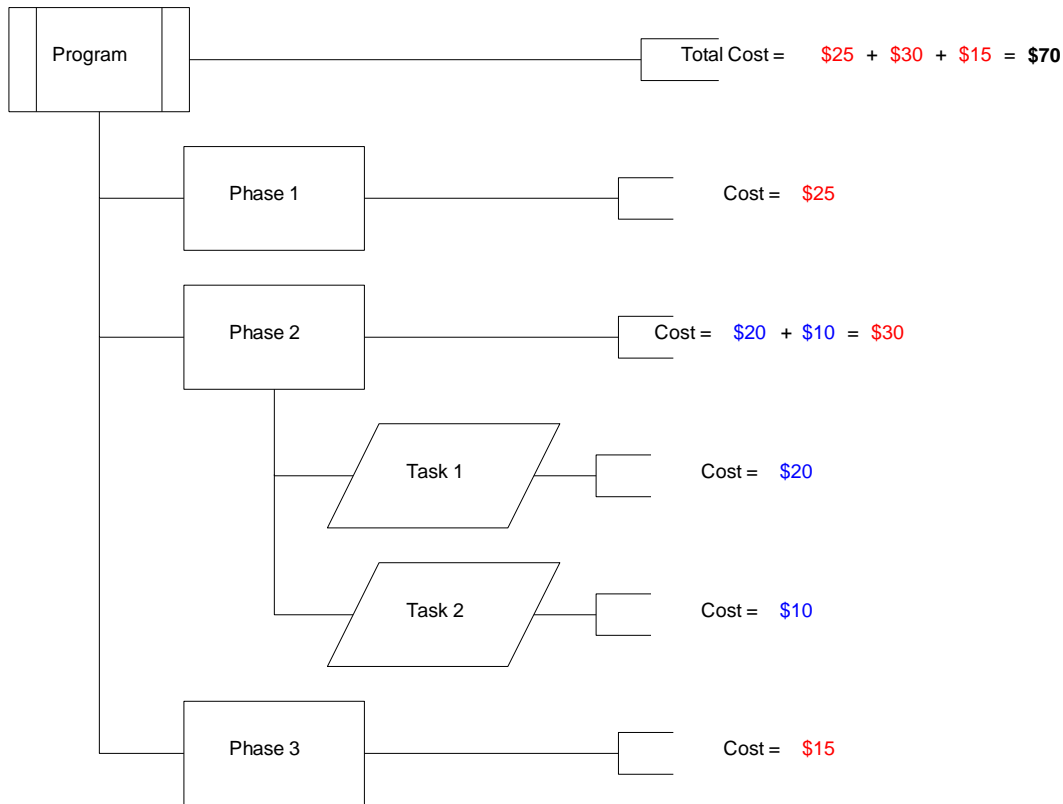 Program Total Cost = $25 + $30 + $15 = $70
Phase 1 Cost = $25
Phase 2 Cost = $20 + $10 = $30
Task 1 Cost = $20
Task 2 Cost = $10
Phase 3 Cost = $15